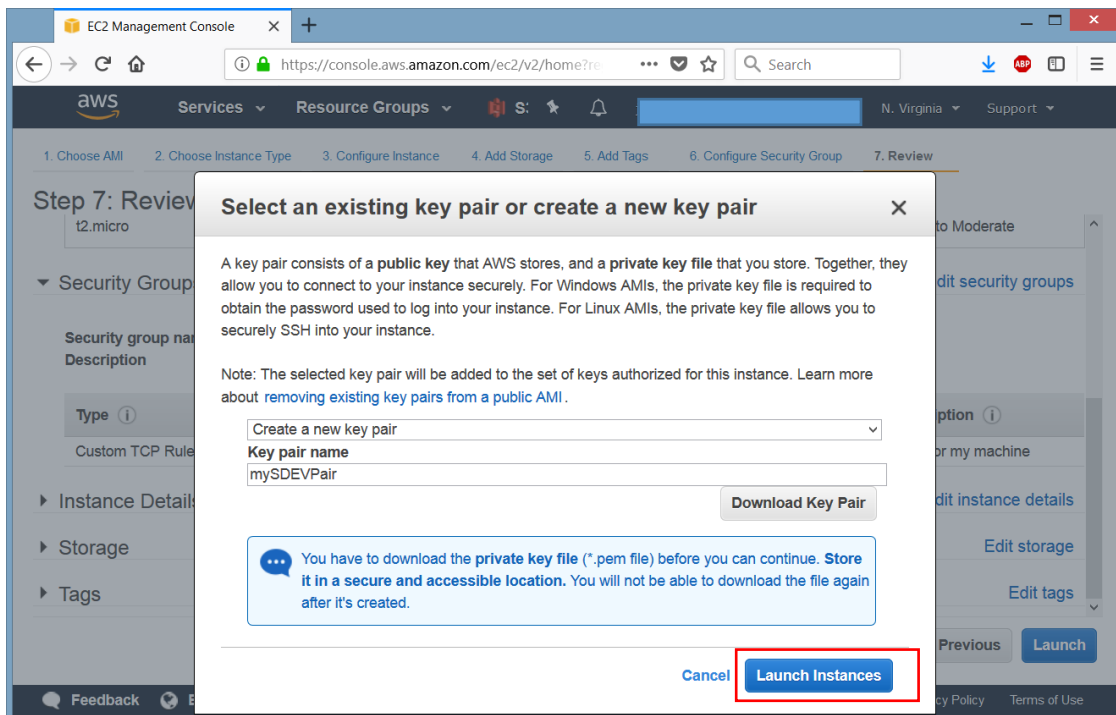 EC2 Management Console
https://console.aws.amazon.com/ec2/v2/home?re
Search
ABP
aws Services Resource Groups S: N. Virginia Support
1. Choose AMI 2. Choose Instance Type 3. Configure Instance 4. Add Storage 5. Add Tags 6. Configure Security Group 7. Review
Step 7: Review
t2.micro
to Moderate
Select an existing key pair or create a new key pair
A key pair consists of a public key that AWS stores, and a private key file that you store. Together, they
allow you to connect to your instance securely. For Windows AMIs, the private key file is required to
obtain the password used to log into your instance. For Linux AMIs, the private key file allows you to
securely SSH into your instance.
Note: The selected key pair will be added to the set of keys authorized for this instance. Learn more
about removing existing key pairs from a public AMI.
Create a new key pair
Key pair name
mySDEVPair
Download Key Pair
You have to download the private key file (*.pem file) before you can continue. Store
it in a secure and accessible location. You will not be able to download the file again
after it's created.
Cancel Launch Instances
Security Group
dit security groups
Security group nar
Description
Type
ption
Custom TCP Rule
or my machine
Instance Details
dit instance details
Storage
Edit storage
Tags
Edit tags
Previous Launch
Feedback
cy Policy Terms of Use